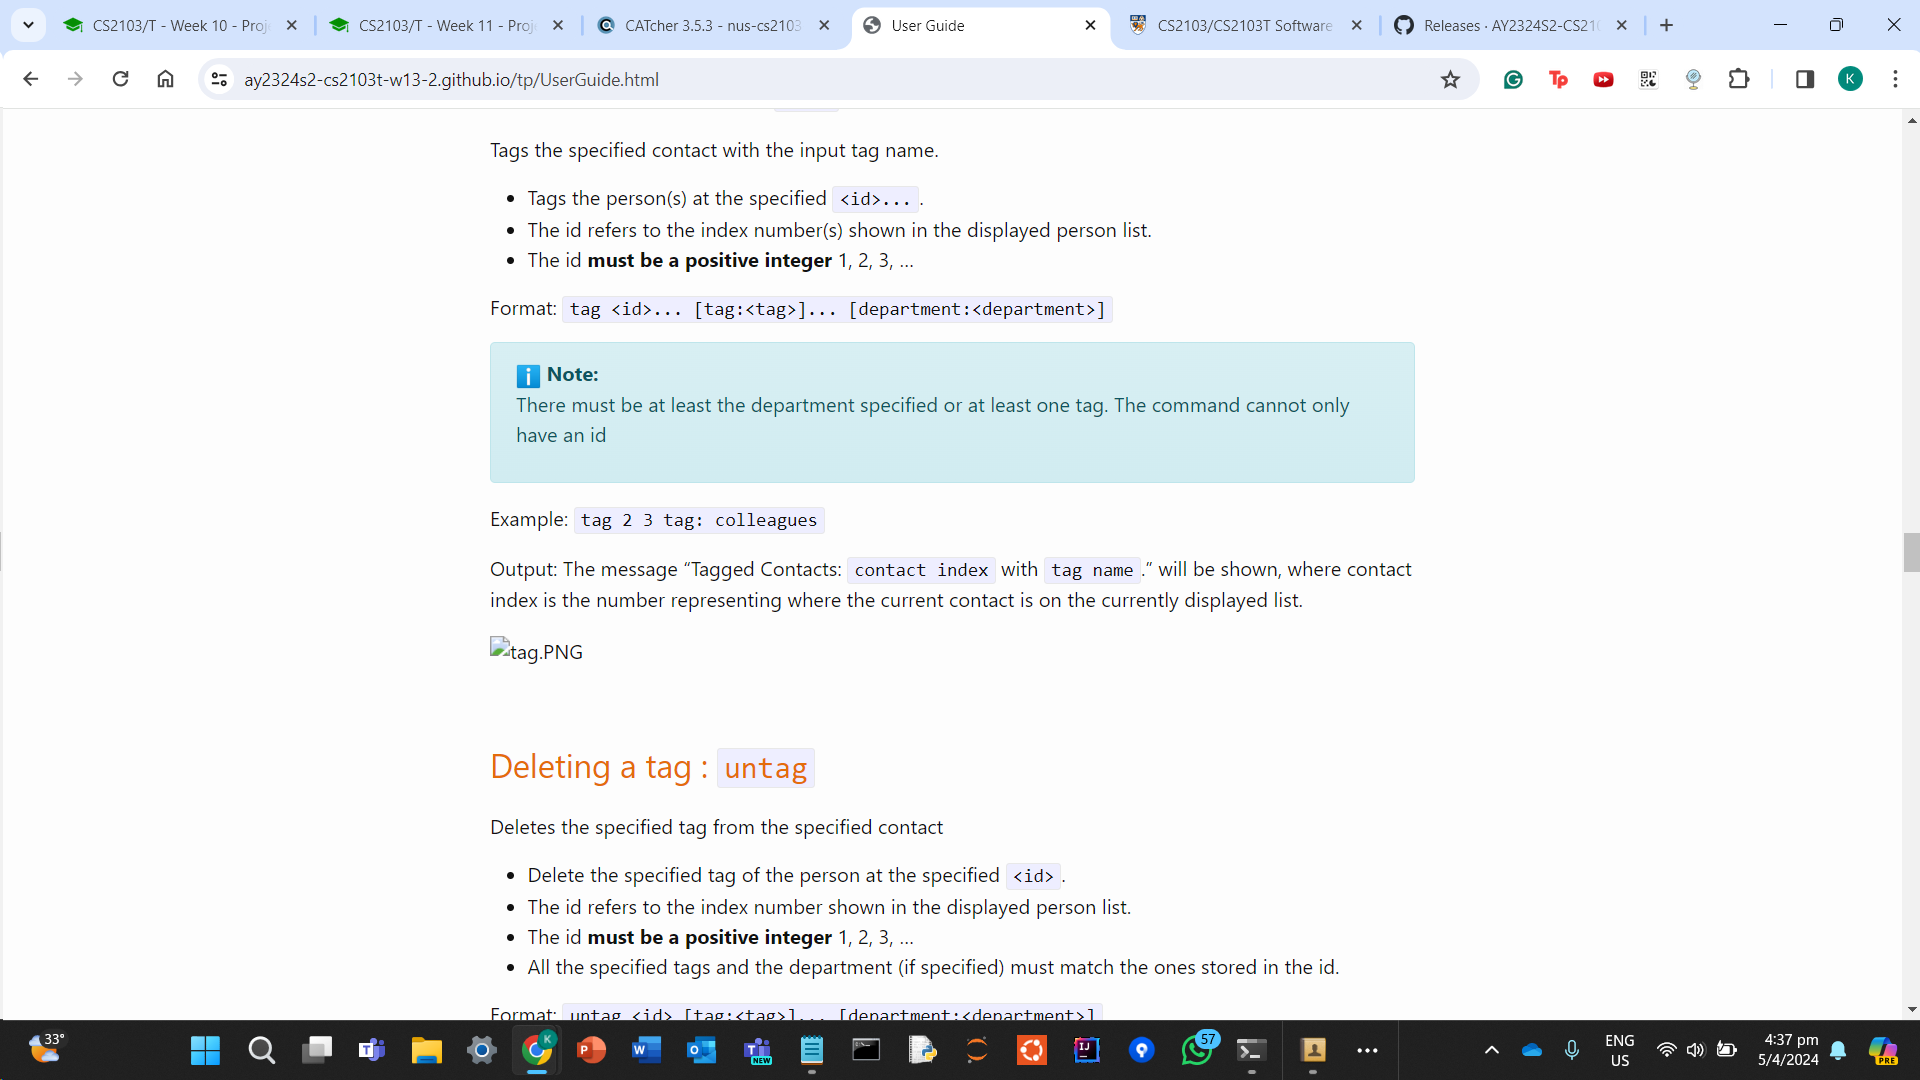 CS2103/T - Week 10 - Proj
CS2103/T - Week 11 - Proj
CATcher 3.5.3 - nus-cs2103
User Guide
CS2103/CS2103T Software
Releases · AY2324S2-CS210
ay2324s2-cs2103t-w13-2.github.io/tp/UserGuide.html
K
Tags the specified contact with the input tag name.
Tags the person(s) at the specified <id>... .
The id refers to the index number(s) shown in the displayed person list.
The id must be a positive integer 1, 2, 3, …
Format: tag <id>... [tag:<tag>]... [department:<department>]
Note:
There must be at least the department specified or at least one tag. The command cannot only
have an id
Example: tag 2 3 tag: colleagues
Output: The message “Tagged Contacts: contact index with tag name.” will be shown, where contact
index is the number representing where the current contact is on the currently displayed list.
tag.PNG
Deleting a tag : untag
Deletes the specified tag from the specified contact
Delete the specified tag of the person at the specified <id>.
The id refers to the index number shown in the displayed person list.
The id must be a positive integer 1, 2, 3, …
All the specified tags and the department (if specified) must match the ones stored in the id.
Format: untag <id> [tag:<tag>]... [department:<department>]
33°
57
ENG
US
4:37 pm
5/4/2024